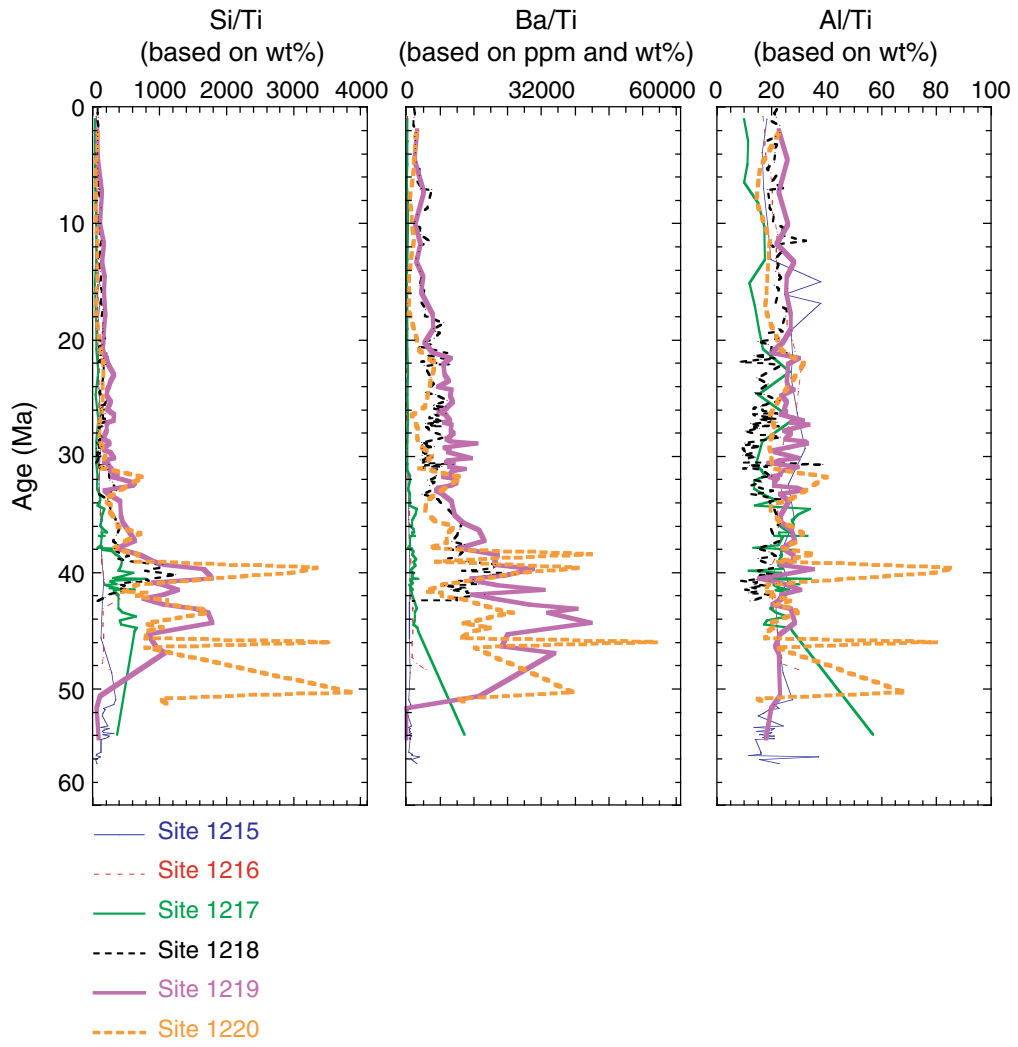 Si/Ti
(based on wt%)
Ba/Ti
(based on ppm and wt%)
Al/Ti
(based on wt%)
0 1000 2000 3000 4000
0 32000 60000
0 20 40 60 80 100
0
10
20
30
40
50
60
Age (Ma)
Site 1215
Site 1216
Site 1217
Site 1218
Site 1219
Site 1220